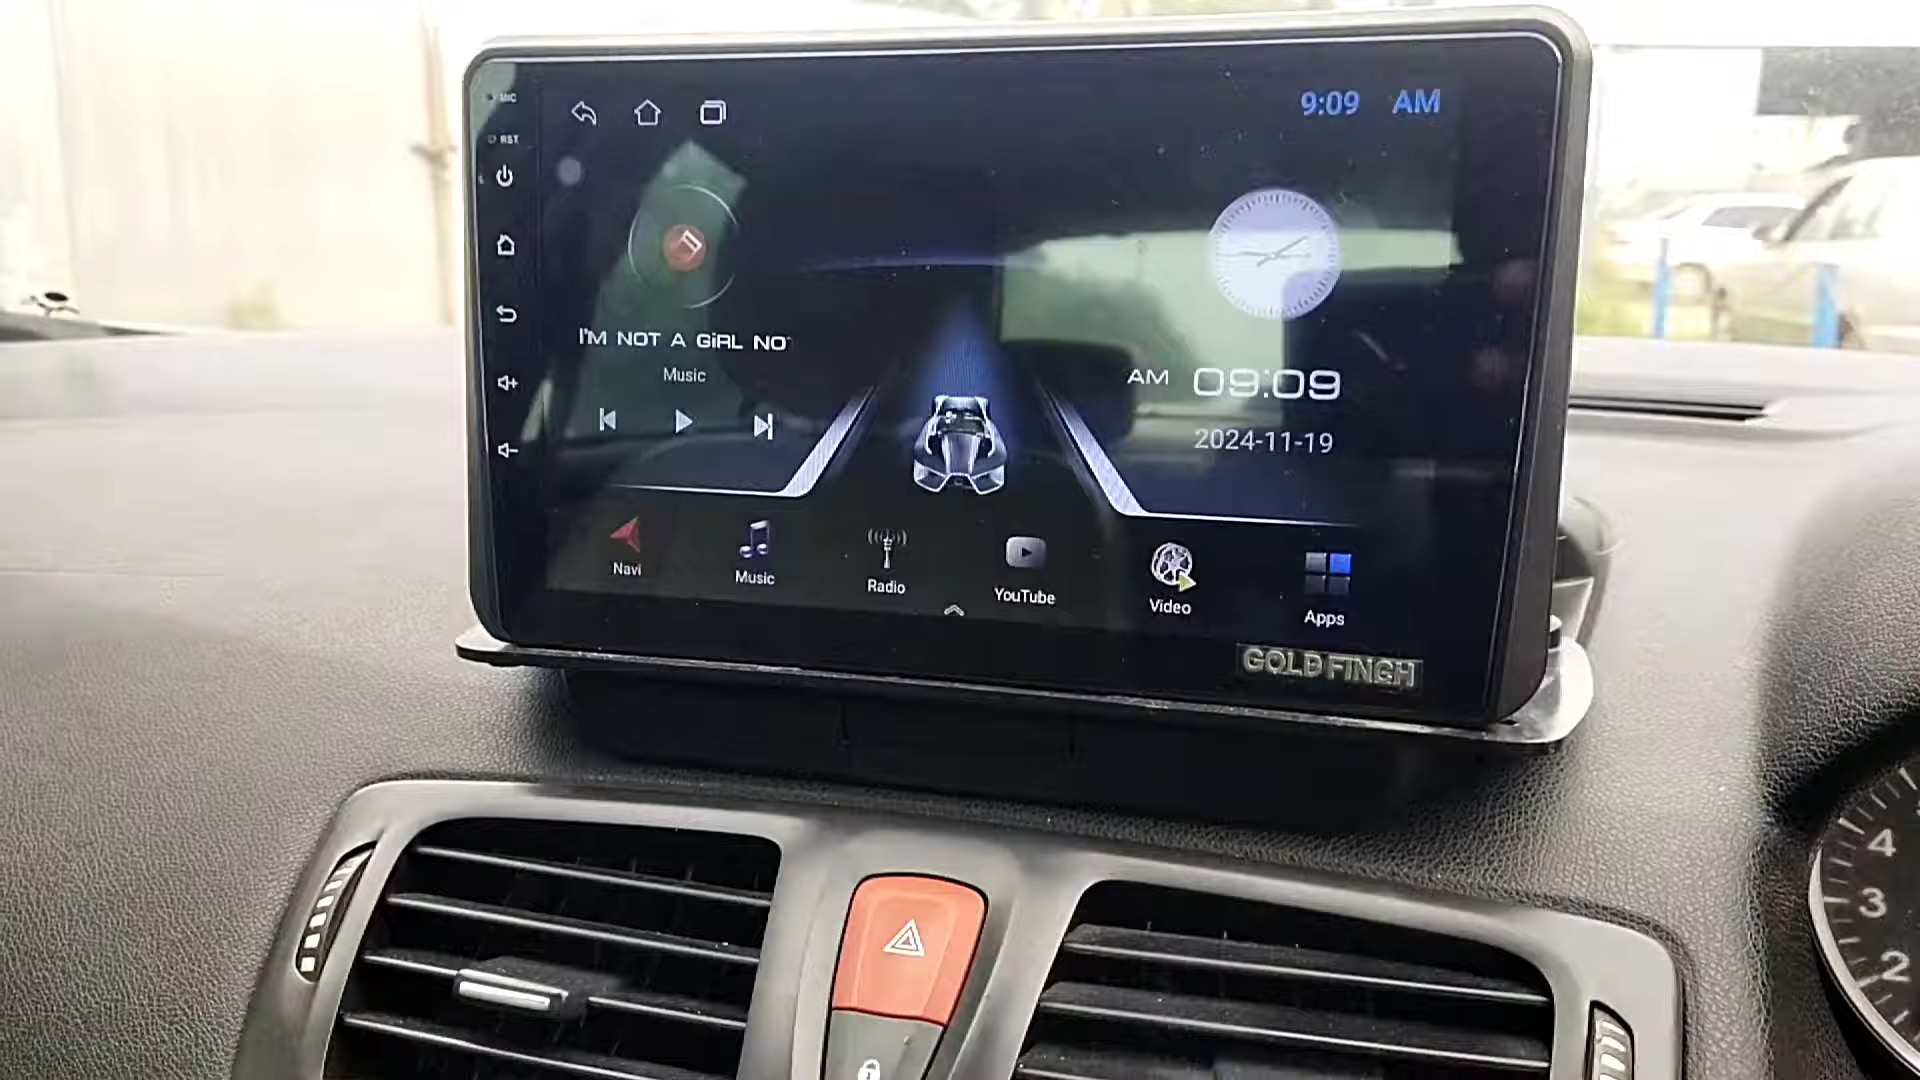 MIC
RST
9:09 AM
I'M NOT A GiRL NO
Music
AM 09:09
2024-11-19
Navi
Music
Radio
YouTube
Video
Apps
GOLD FINGH
4
3
2